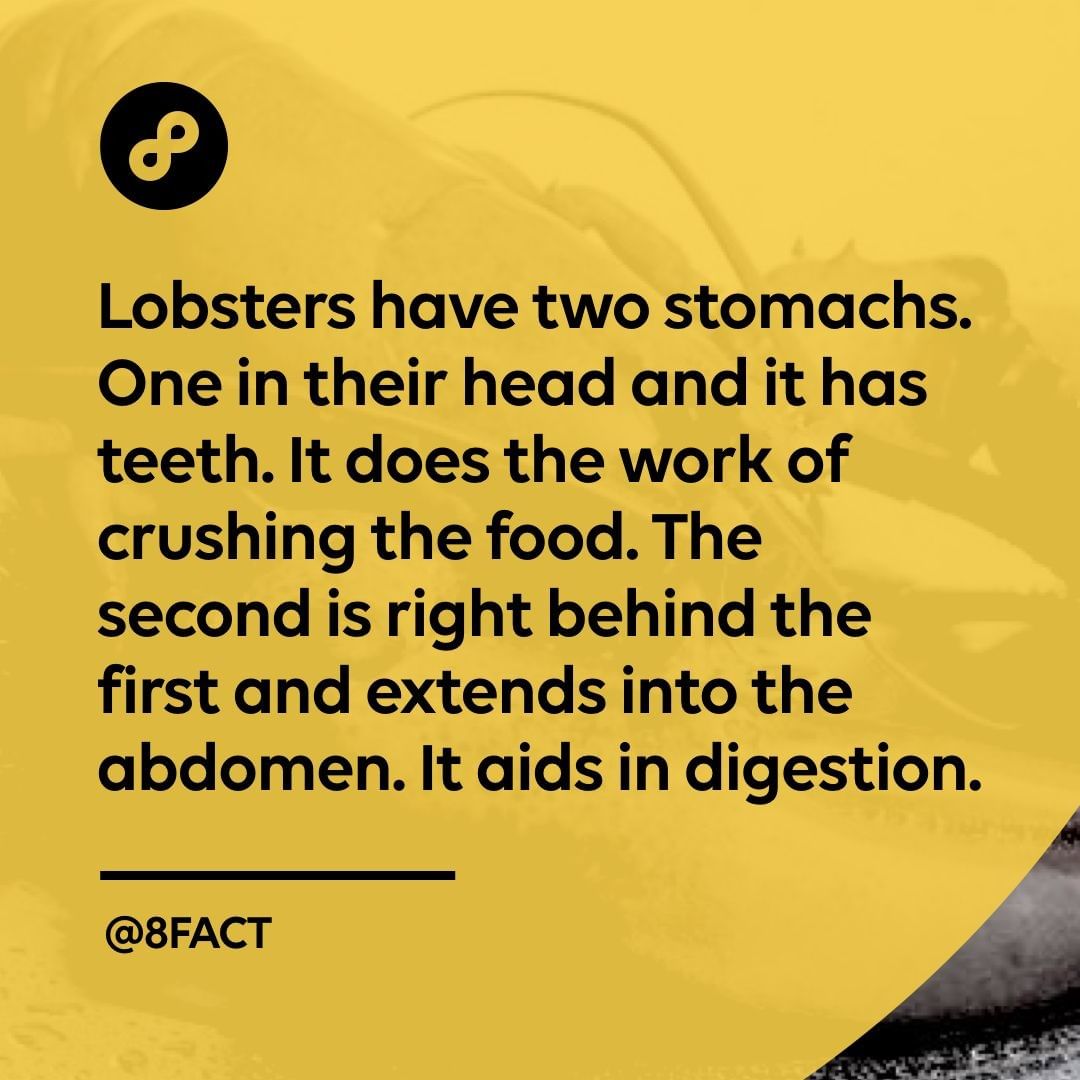 Lobsters have two stomachs.
One in their head and it has
teeth. It does the work of
crushing the food. The
second is right behind the
first and extends into the
abdomen. It aids in digestion.
@8FACT